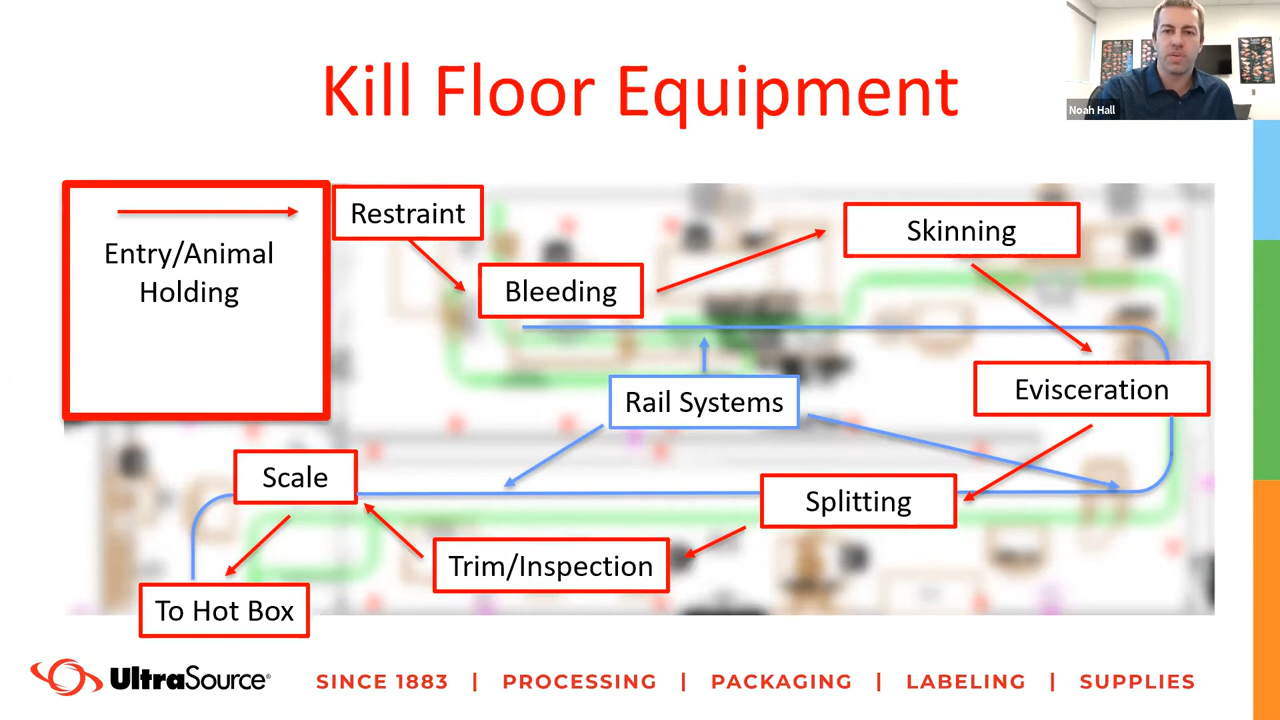 Noah Hall
Kill Floor Equipment
Entry/Animal
Holding
Restraint
Bleeding
Skinning
Rail Systems
Evisceration
Scale
Splitting
Trim/Inspection
To Hot Box
UltraSource®
SINCE 1883 | PROCESSING | PACKAGING | LABELING | SUPPLIES